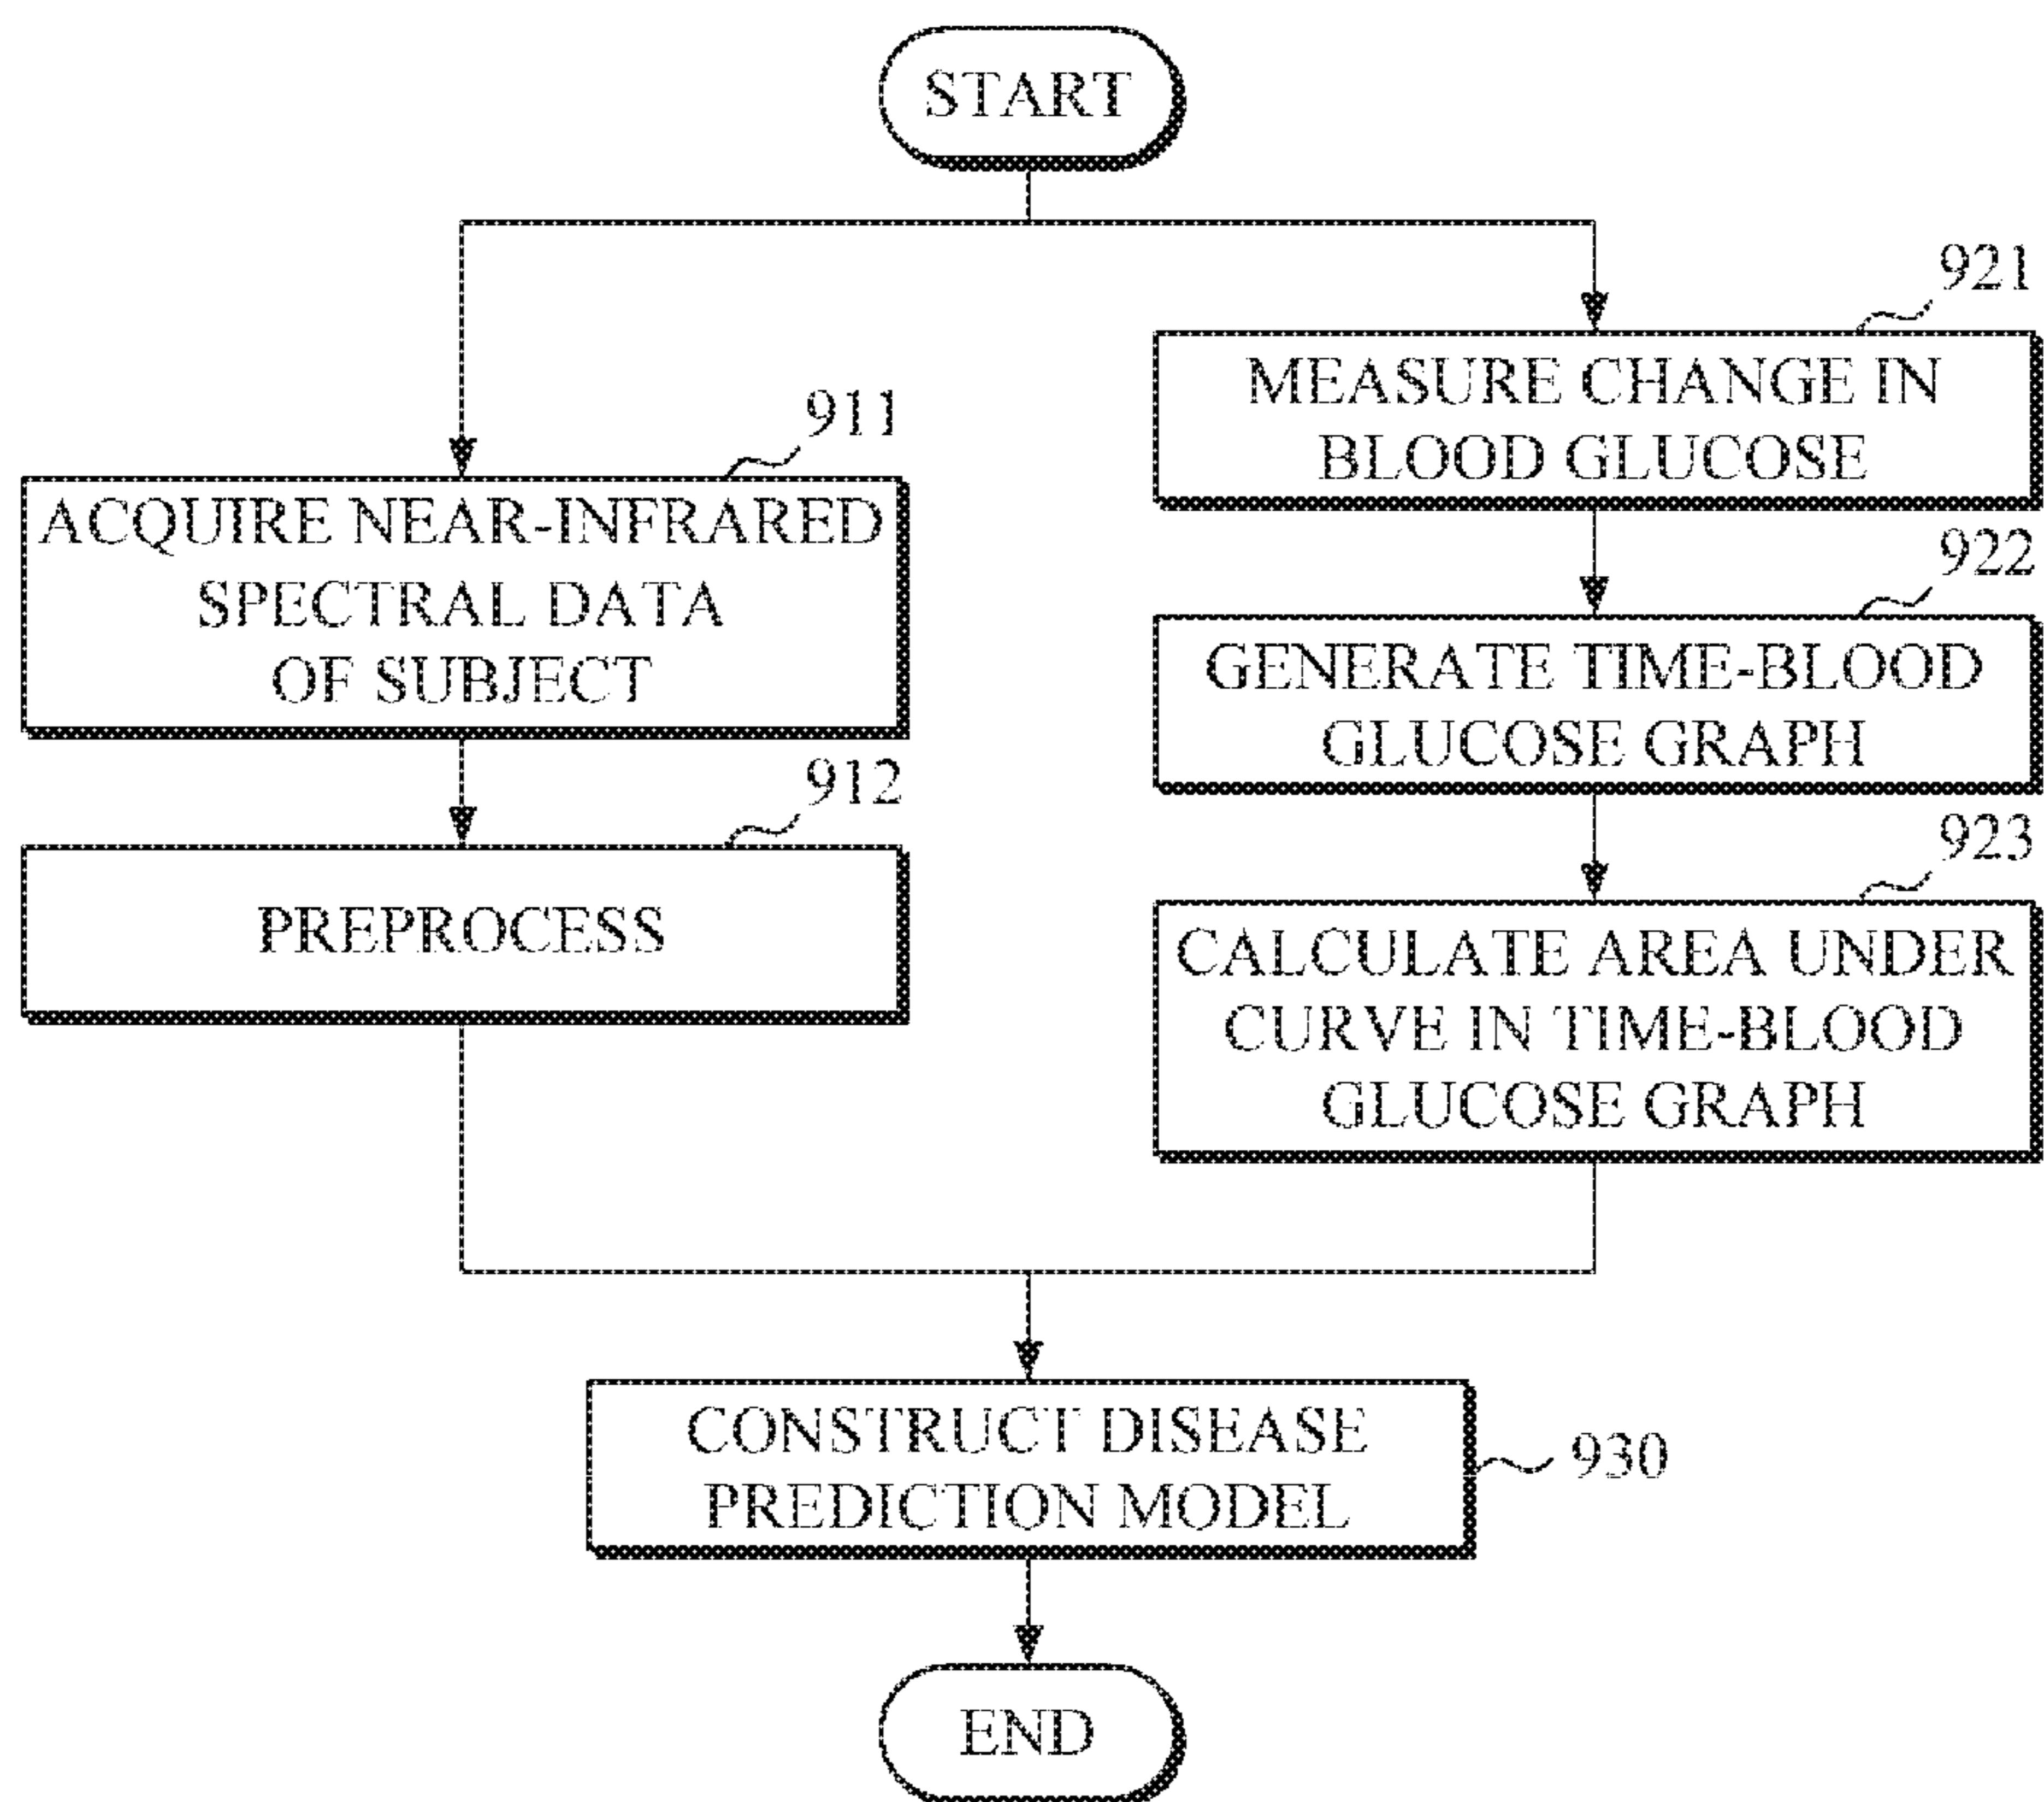 START
921
MEASURE CHANGE IN
BLOOD GLUCOSE
911
ACQUIRE NEAR-INFRARED
SPECTRAL DATA
OF SUBJECT
922
GENERATE TIME-BLOOD
GLUCOSE GRAPH
912
PREPROCESS
923
CALCULATE AREA UNDER
CURVE IN TIME-BLOOD
GLUCOSE GRAPH
CONSTRUCT DISEASE
PREDICTION MODEL
930
END